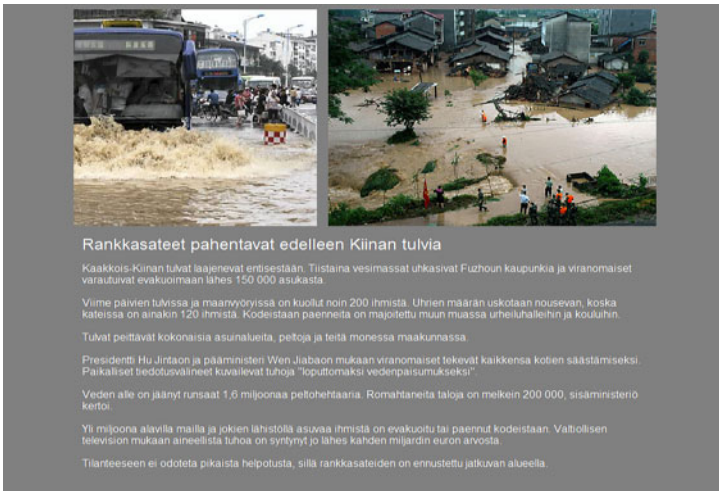 Rankkasateet pahentavat edelleen Kiinan tulvia
Kaakkois-Kiinan tulvat laajenevat entisestään. Tiistaina vesimassat uhkasivat Fuzhoun kaupunkia ja viranomaiset
varautuivat evakuoimaan lähes 150 000 asukasta.
Viime päivien tulvissa ja maanvyöryissä on kuollut noin 200 ihmistä. Uhrien määrän uskotaan nousevan, koska
kateissa on ainakin 120 ihmistä. Kodeistaan paenneita on majoitettu muun muassa urheiluhalleihin ja kouluihin.
Tulvat peittävät kokonaisia asuinalueita, peltoja ja teitä monessa maakunnassa.
Presidentti Hu Jintaon ja pääministeri Wen Jiabaon mukaan viranomaiset tekevät kaikkensa kotien säästämiseksi.
Paikalliset tiedotusvälineet kuvailevat tuhoja "loputtomaksi vedenpaisumukseksi".
Veden alle on jäänyt runsaat 1,6 miljoonaa peltohehtaaria. Romahtaneita taloja on melkein 200 000, sisäministeriö
kertoi.
Yli miljoona alavilla mailla ja jokien lähistöllä asuvaa ihmistä on evakuoitu tai paennut kodeistaan. Valtiollisen
television mukaan aineellista tuhoa on syntynyt jo lähes kahden miljardin euron arvosta.
Tilanteeseen ei odoteta pikaista helpotusta, sillä rankkasateiden on ennustettu jatkuvan alueella.